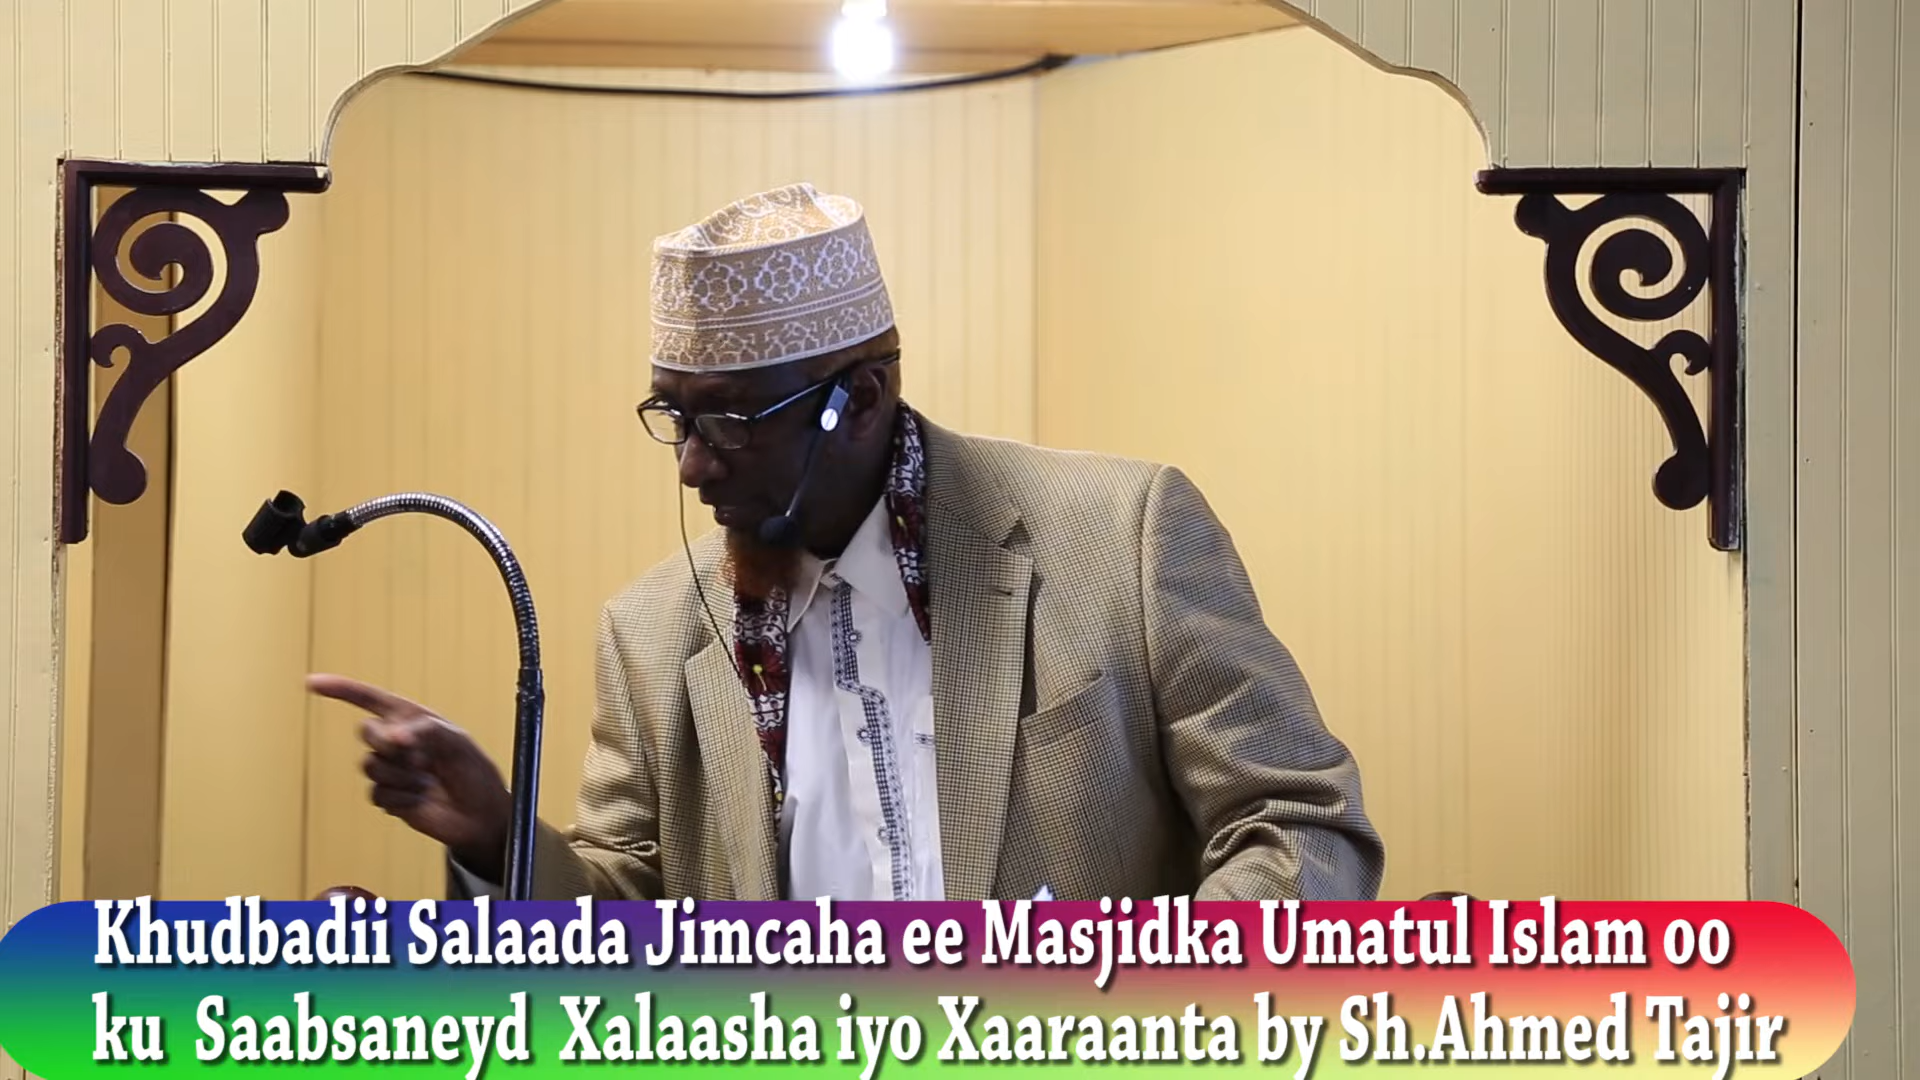 Khudbadii Salaada Jimcaha ee Masjidka Umatul Islam oo
ku Saabsaneyd Xalaasha iyo Xaaraanta by Sh.Ahmed Tajir